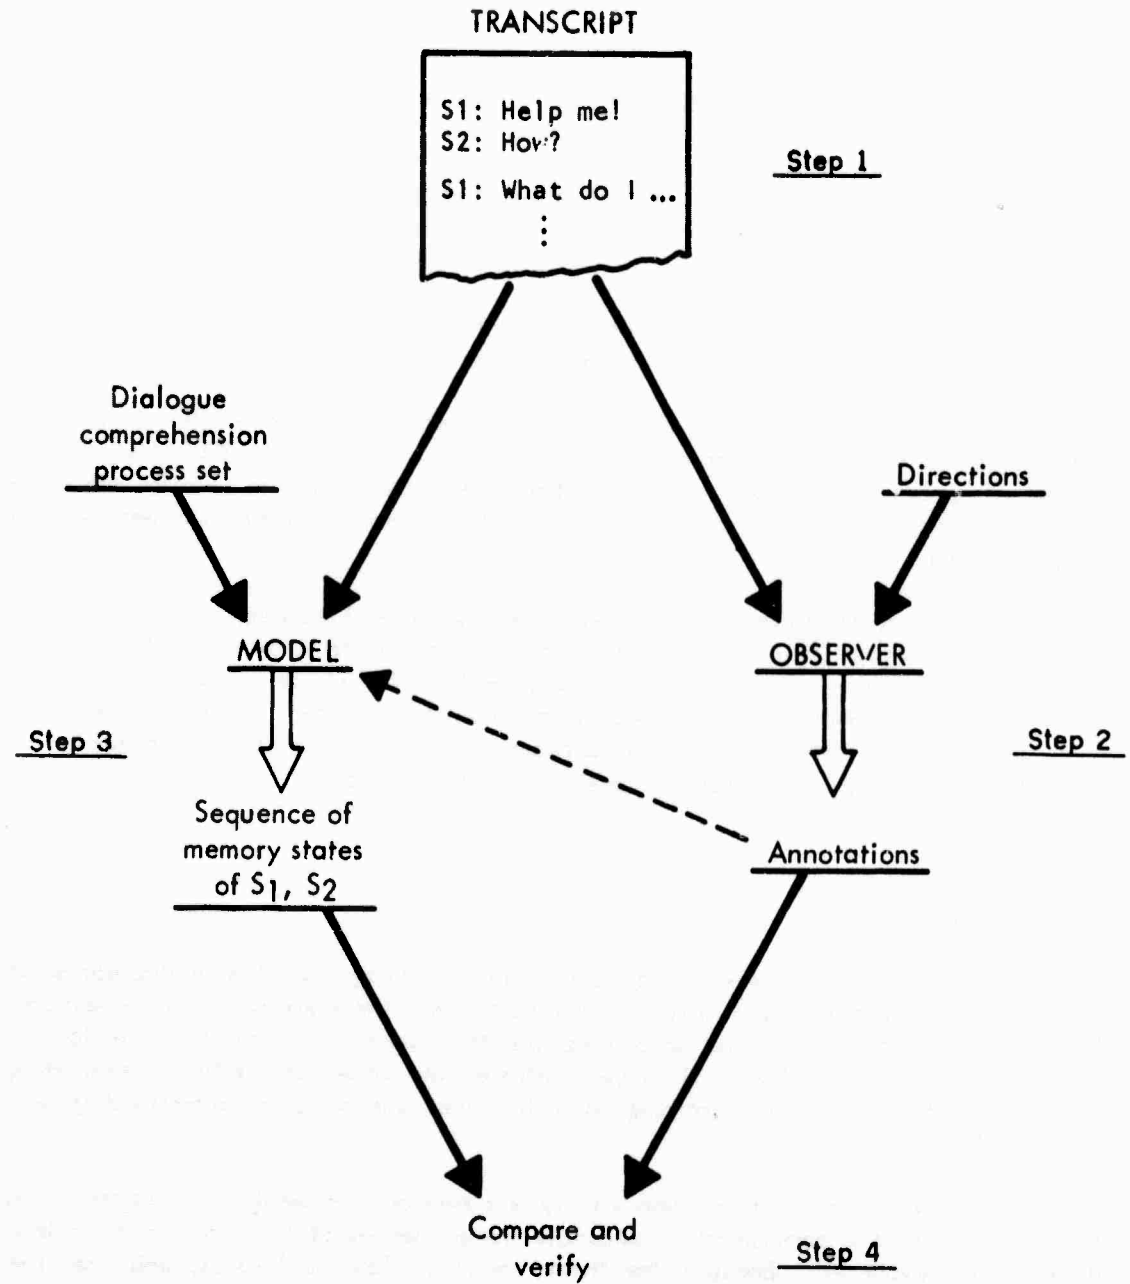 TRANSCRIPT
S1: Help me!
S2: How?
S1: What do I ...
Step 1
Dialogue
comprehension
process set
Directions
MODEL
OBSERVER
Step 3
Step 2
Sequence of
memory states
of S1, S2
Annotations
Compare and
verify
Step 4